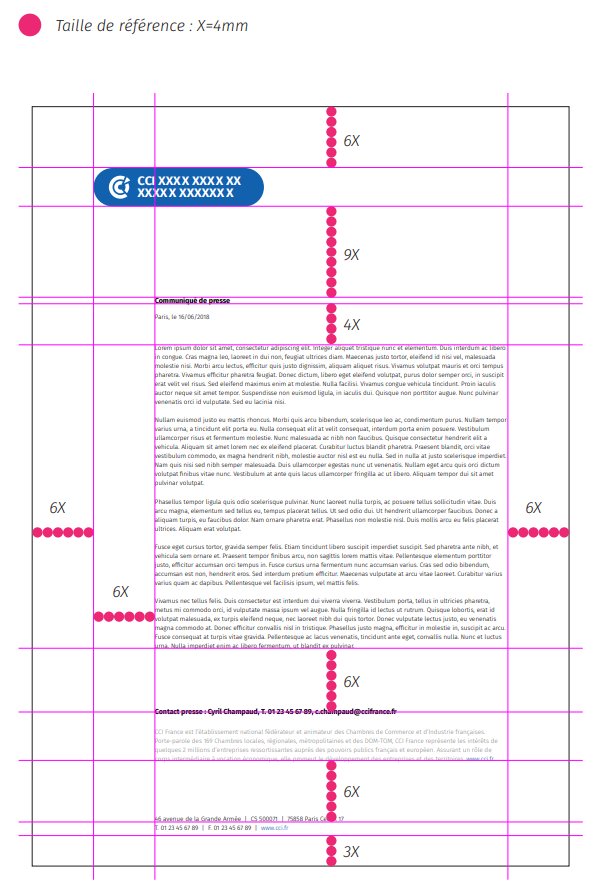 Taille de référence : X=4mm
6X
CCI XXXX XXXX XX
XXXX X XXXXXX X
9X
Communiqué de presse
Paris, le 16/06/2018
4X
Lorem ipsum dolor sit amet, consectetur adipiscing elit. Integer aliquet tristique nunc et elementum. Duis interdum ac libero
in congue. Cras magna leo, laoreet in dui non, feugiat ultrices diam. Maecenas justo tortor, eleifend id nisi vel, malesuada
molestie nisi. Morbi arcu lectus, efficitur quis justo dignissim, aliquam aliquet risus. Vivamus volutpat mauris et orci tempus
pharetra. Vivamus efficitur pharetra feugiat. Donec dictum, libero eget eleifend volutpat, purus dolor semper orci, in suscipit
erat velit vel risus. Sed eleifend maximus enim at molestie. Nulla facilisi. Vivamus congue vehicula tincidunt. Proin iaculis
auctor neque sit amet tempor. Suspendisse non euismod ligula, in iaculis dui. Quisque non porttitor augue. Nunc pulvinar
venenatis orci id vulputate. Sed eu lacinia nisi.
Nullam euismod justo eu mattis rhoncus. Morbi quis arcu bibendum, scelerisque leo ac, condimentum purus. Nullam tempor
varius urna, a tincidunt elit porta et. Nulla consequat elit at velit consequat, interdum porta enim posuere. Vestibulum
ullamcorper risus et fermentum molestie. Nunc malesuada ac nibh non faucibus. Quisque consectetur hendrerit elit a
vehicula. Aliquam sit amet lorem nec ex eleifend placerat. Curabitur luctus blandit pharetra. Praesent blandit, orci vitae
vestibulum commodo, ex mauris hendrerit nibh, molestie auctor nisl est eu nulla. Sed in nulla at justo scelerisque imperdiet.
Nam quis nisi sed nibh semper malesuada. Duis ullamcorper egestas nunc ut venenatis. Nullam eget arcu quis orci dictum
volutpat finibus vitae nunc. Vestibulum at ante quis lacus ullamcorper fringilla ac ut libero. Aliquam dictum est dui, sed
pulvinar volutpat.
Phasellus tempor ligula quis odio scelerisque pulvinar. Nunc laoreet nulla turpis, ac posuere tellus sollicitudin vitae. Duis
arcu magna, elementum sed tellus eu, tempus tellus placerat. Ut sed odio dui. Ut hendrerit ullamcorper faucibus. Donec a
aliquam turpis, eu faucibus dolor. Nam ornare pharetra erat. Phasellus non molestie nisl. Duis mollis arcu eu felis placerat
ultrices. Aliquam erat volutpat.
6X
6X
Fusce eget cursus tortor, gravida semper felis. Etiam tincidunt libero suscipit imperdiet suscipit. Sed pharetra ante nibh, et
vehicula sem ornare et. Praesent tempor finibus arcu, non sagittis lorem mattis vitae. Pellentesque ex ipsum, porttitor
justo, efficitur accumsan orci tempus in. Fusce cursus urna fermentum nunc accumsan varius. Cras sed odio bibendum,
accumsan est non, hendrerit eros. Sed interdum pretium efficitur. Maecenas vulputate at arcu vitae laoreet. Curabitur varius
varius quam ac dapibus. Pellentesque vel facilisis ipsum, vel mattis felis.
6X
Vivamus nec tellus felis. Duis consectetur est interdum dui viverra viverra. Vestibulum porta, tellus in ultricies pharetra,
metus mi commodo orci, id vulputate massa ipsum vel augue. Nulla fringilla id lectus ut rutrum. Quisque lobortis, erat id
volutpat molestie, ex turpis eleifend neque, nec laoreet nibh dui quis tortor. Donec vulputate lectus justo, eu venenatis
magna commodo at. Donec efficitur convallis nisl in tristique. Phasellus justo magna, efficitur in molestie in, suscipit ac arcu.
Fusce consequat at turpis vitae gravida. Pellentesque ac lacus venenatis, tincidunt ante eget, convallis nulla. Nunc et luctus
urna. Nulla imperdiet enim ac libero fermentum, ut blandit ex pulvinar.
6X
Contact presse : Cyril Champaud, T. 01 23 45 67 89, c.champaud@ccifrance.fr
CCI France est l'établissement national fédérateur et animateur des Chambres de Commerce et d'Industrie françaises.
Porte-parole des 169 Chambres locales, régionales, métropolitaines et des DOM-TOM, CCI France représente les intérêts de
quelques 2 millions d'entreprises ressortissantes auprès des pouvoirs publics français et européen. Assurant un rôle de
corps intermédiaire à vocation économique, elle promeut le développement des entreprises et des territoires. www.cci.fr
6X
46 avenue de la Grande Armée | CS 500071 | 75858 Paris 17
T. 01 23 45 67 89 | F. 01 23 45 67 89 | www.cci.fr
3X